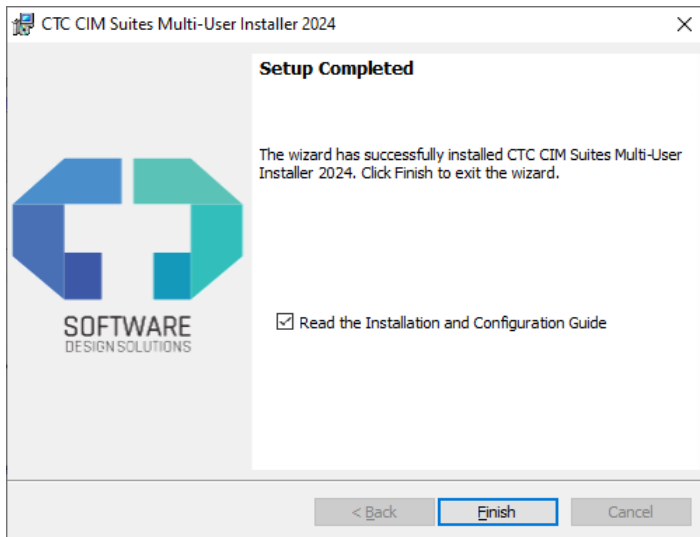 CTC CIM Suites Multi-User Installer 2024
Setup Completed
The wizard has successfully installed CTC CIM Suites Multi-User
Installer 2024. Click Finish to exit the wizard.
SOFTWARE
DESIGN SOLUTIONS
Read the Installation and Configuration Guide
< Back
Finish
Cancel